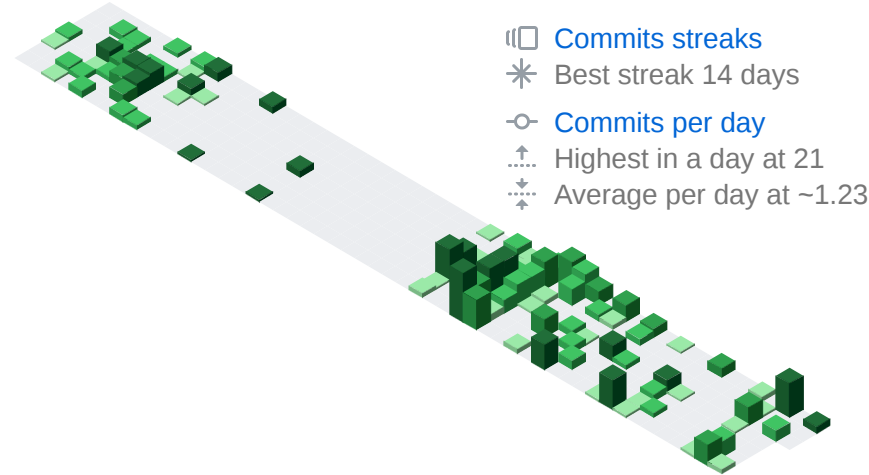 Commits streaks
Best streak 14 days
Commits per day
Highest in a day at 21
Average per day at ~1.23